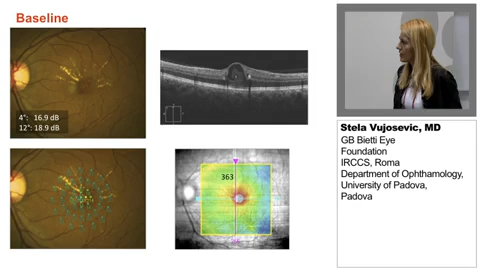 Baseline
4°: 16.9 dB
12°: 18.9 dB
363
Stela Vujosevic, MD
GB Bietti Eye
Foundation
IRCCS, Roma
Department of Ophthamology,
University of Padova,
Padova